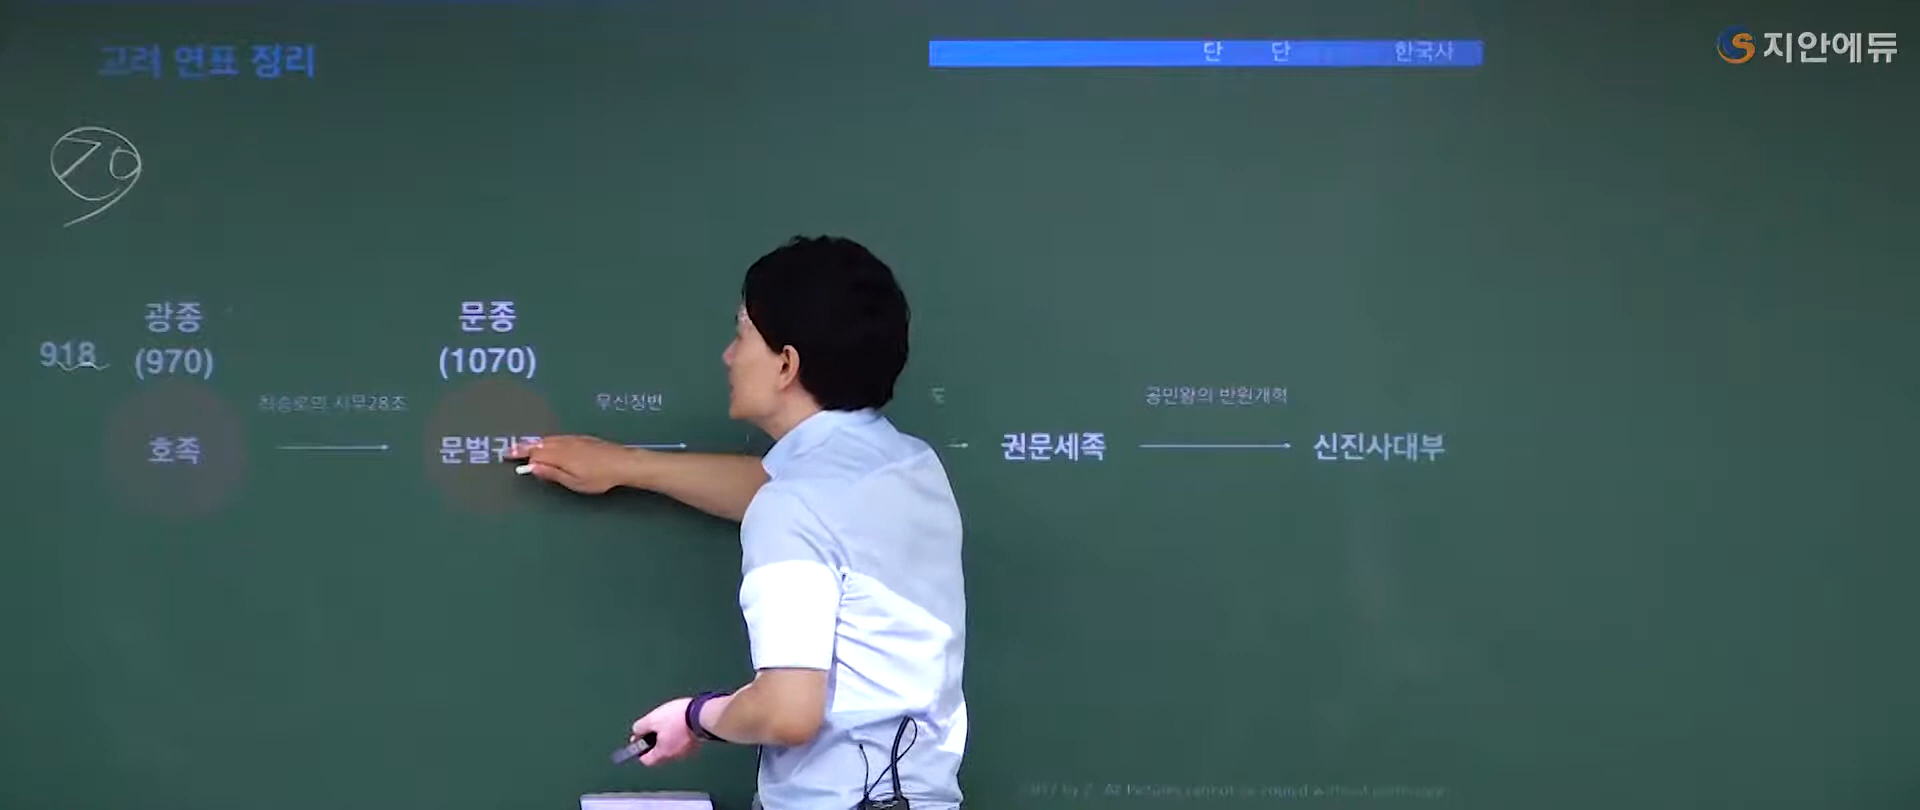 고려 연표 정리
단 단 한국사
지안에듀
70
광종
문종
918
(970)
(1070)
최승로의 시무28조
무신정변
공민왕의 반원개혁
호족
문벌귀족
권문세족
신진사대부